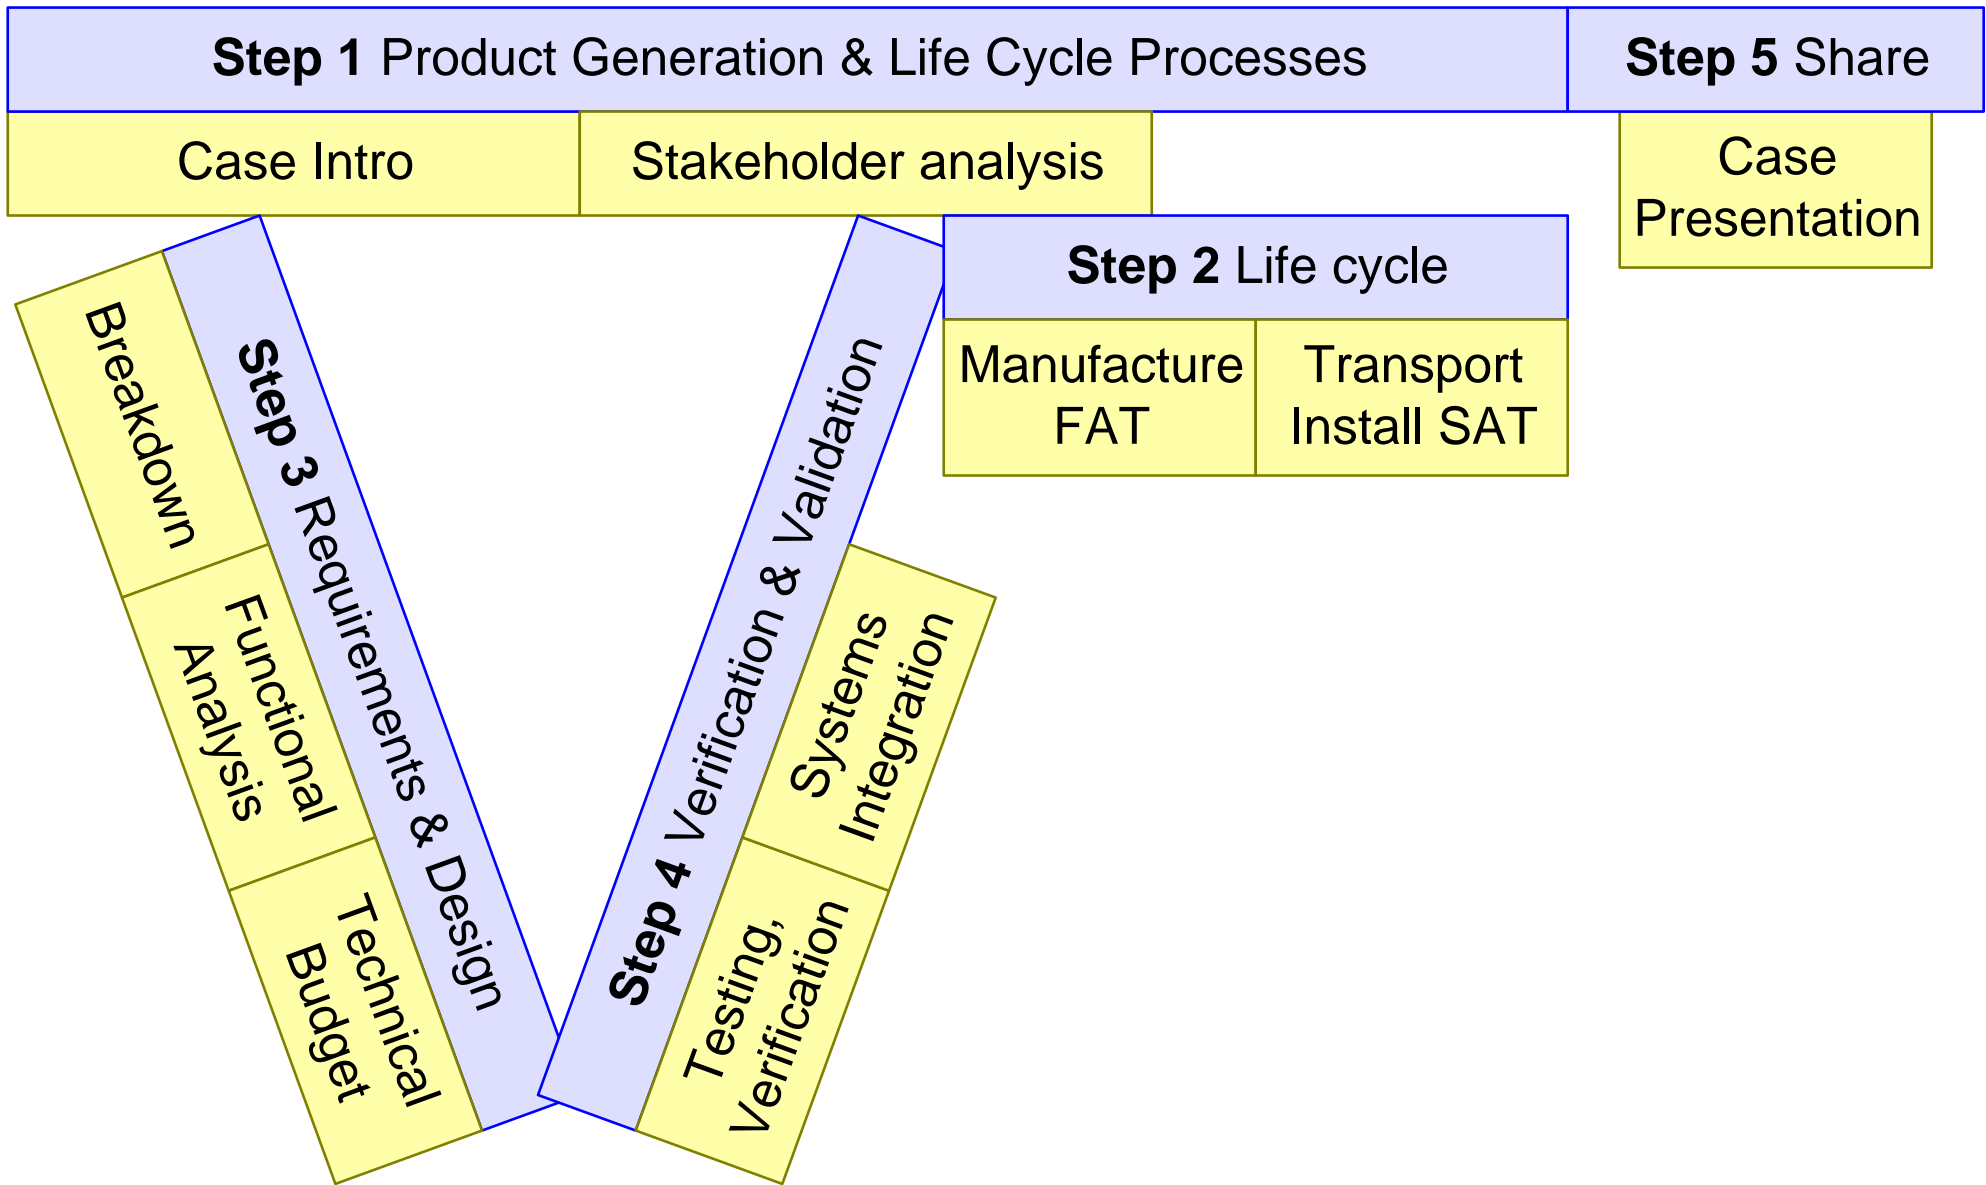 Step 1 Product Generation & Life Cycle Processes
Step 5 Share
Case Intro
Stakeholder analysis
Case
Presentation
Step 2 Life cycle
Manufacture
FAT
Transport
Install SAT
Step 3 Requirements & Design
Breakdown
Functional
Analysis
Technical
Budget
Step 4 Verification & Validation
Systems
Integration
Testing,
Verification